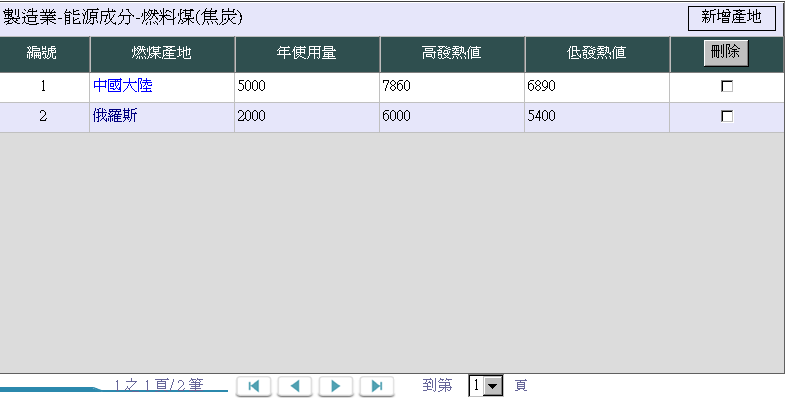 製造業-能源成分-燃料煤(焦炭) 新增產地
編號 燃煤產地 年使用量 高發熱值 低發熱值 刪除
1 中國大陸 5000 7860 6890
2 俄羅斯 2000 6000 5400
1 之 1 頁/2 筆 到第 1 頁